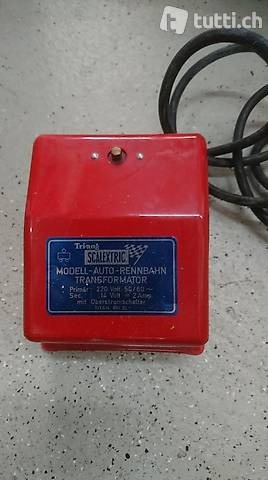 tutti.ch
Tri-ang
SCALEXTRIC
MODELL-AUTO-RENNBAHN
TRANSFORMATOR
Primär: 220 Volt 50/60 ~
Sec. 14 Volt = 2 Amp.
mit Überstromschalter